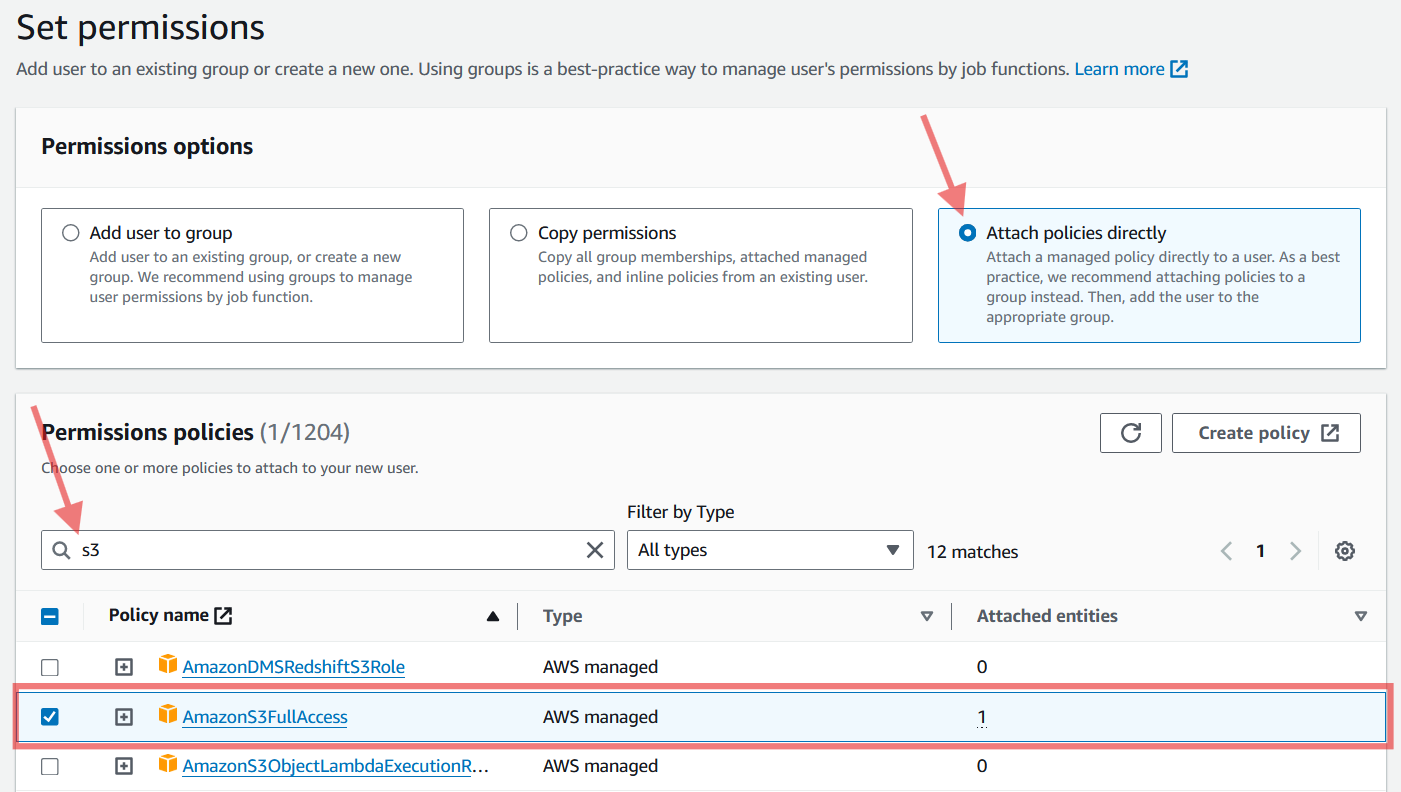 Set permissions
Add user to an existing group or create a new one. Using groups is a best-practice way to manage user's permissions by job functions. Learn more
Permissions options
Add user to group
Add user to an existing group, or create a new
group. We recommend using groups to manage
user permissions by job function.
Copy permissions
Copy all group memberships, attached managed
policies, and inline policies from an existing user.
Attach policies directly
Attach a managed policy directly to a user. As a best
practice, we recommend attaching policies to a
group instead. Then, add the user to the
appropriate group.
Permissions policies (1/1204)
Choose one or more policies to attach to your new user.
Create policy
Filter by Type
s3
All types
12 matches
1
Policy name Type Attached entities
AmazonDMSRedshiftS3Role AWS managed 0
AmazonS3FullAccess AWS managed 1
AmazonS3ObjectLambdaExecutionR... AWS managed 0